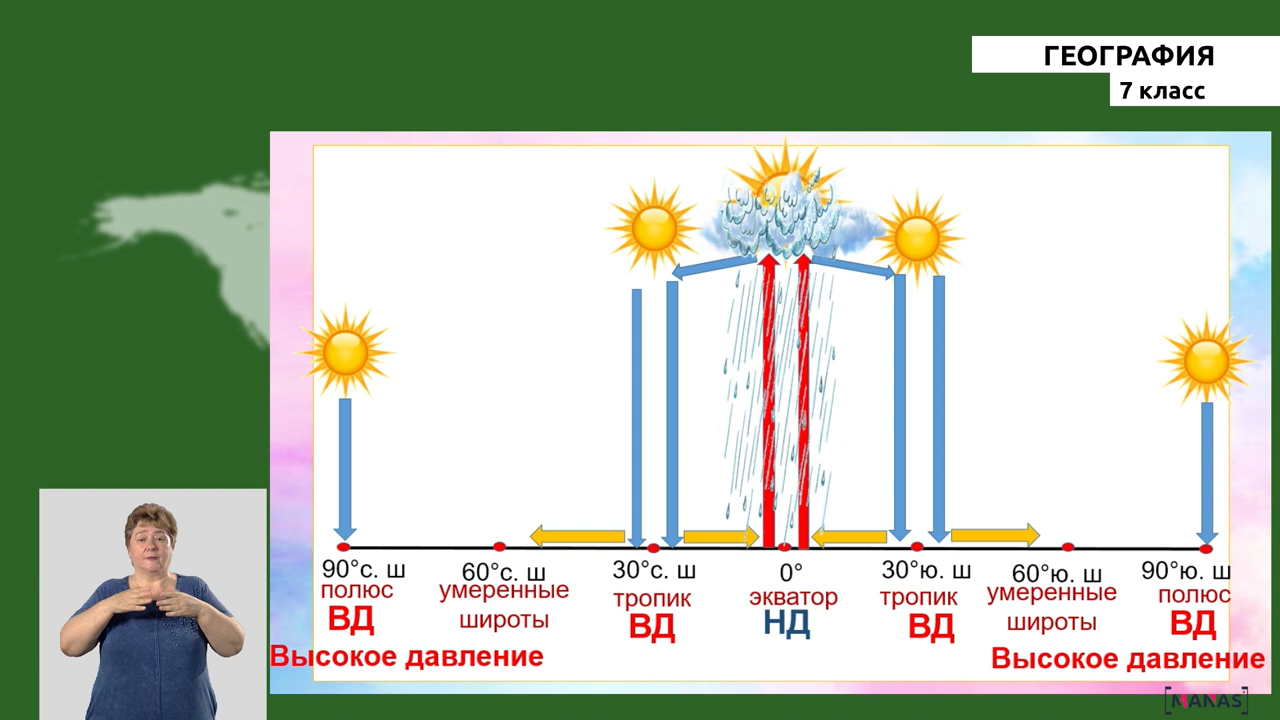 ГЕОГРАФИЯ
7 класс
90°с. ш
60°с. ш
30°с. ш
0°
30°ю. ш
60°ю. ш
90°ю. ш
полюс
умеренные
широты
тропик
экватор
тропик
умеренные
широты
полюс
ВД
ВД
НД
ВД
ВД
Высокое давление
Высокое давление
[MANAS]